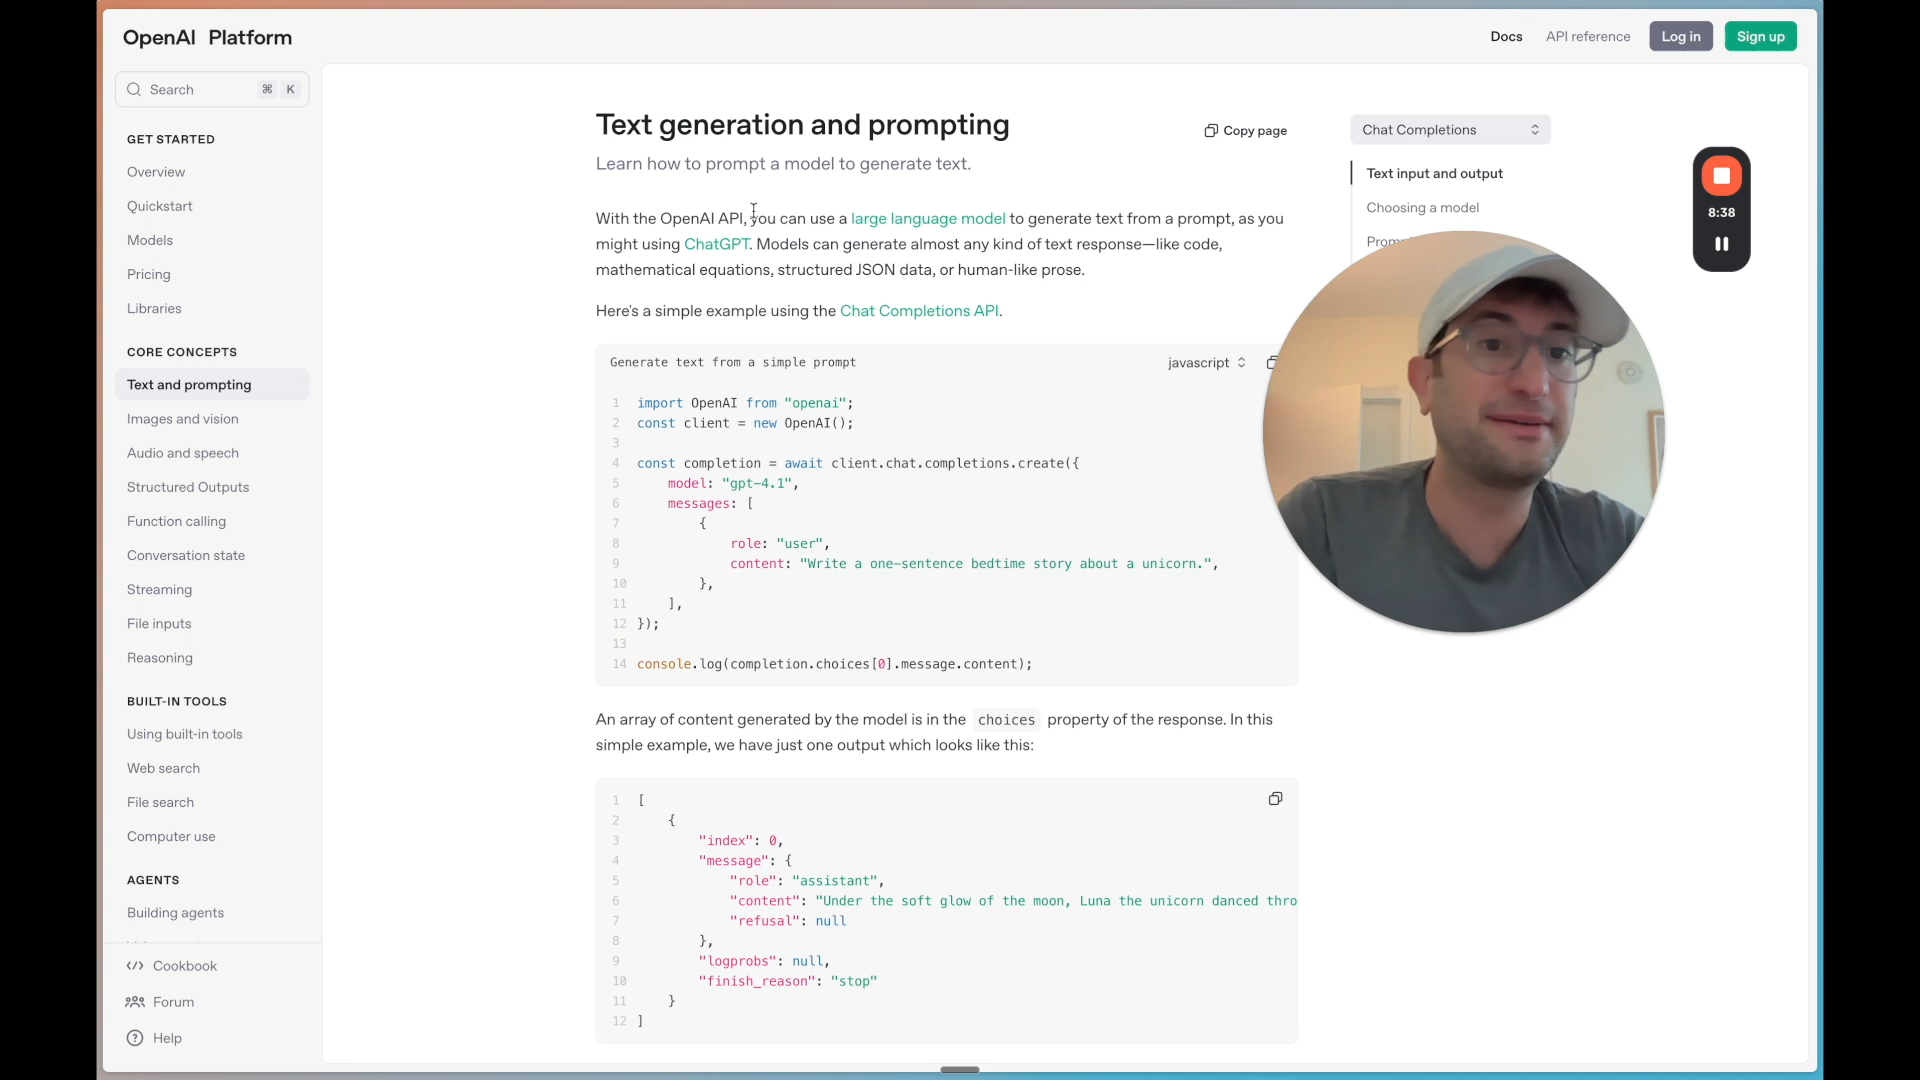 OpenAI Platform
Docs
API reference
Log in
Sign up
Search
⌘ K
GET STARTED
Overview
Quickstart
Models
Pricing
Libraries
CORE CONCEPTS
Text and prompting
Images and vision
Audio and speech
Structured Outputs
Function calling
Conversation state
Streaming
File inputs
Reasoning
BUILT-IN TOOLS
Using built-in tools
Web search
File search
Computer use
AGENTS
Building agents
Cookbook
Forum
Help
Text generation and prompting
Copy page
Learn how to prompt a model to generate text.
With the OpenAI API, you can use a large language model to generate text from a prompt, as you
might using ChatGPT. Models can generate almost any kind of text response—like code,
mathematical equations, structured JSON data, or human-like prose.
Here's a simple example using the Chat Completions API.
Generate text from a simple prompt
javascript
1 import OpenAI from "openai";
2 const client = new OpenAI();
3
4 const completion = await client.chat.completions.create({
5 model: "gpt-4.1",
6 messages: [
7 {
8 role: "user",
9 content: "Write a one-sentence bedtime story about a unicorn.",
10 },
11 ],
12 });
13
14 console.log(completion.choices[0].message.content);
An array of content generated by the model is in the choices property of the response. In this
simple example, we have just one output which looks like this:
1 [
2 {
3 "index": 0,
4 "message": {
5 "role": "assistant",
6 "content": "Under the soft glow of the moon, Luna the unicorn danced thro
7 "refusal": null
8 },
9 "logprobs": null,
10 "finish_reason": "stop"
11 }
12 ]
Chat Completions
Text input and output
Choosing a model
8:38